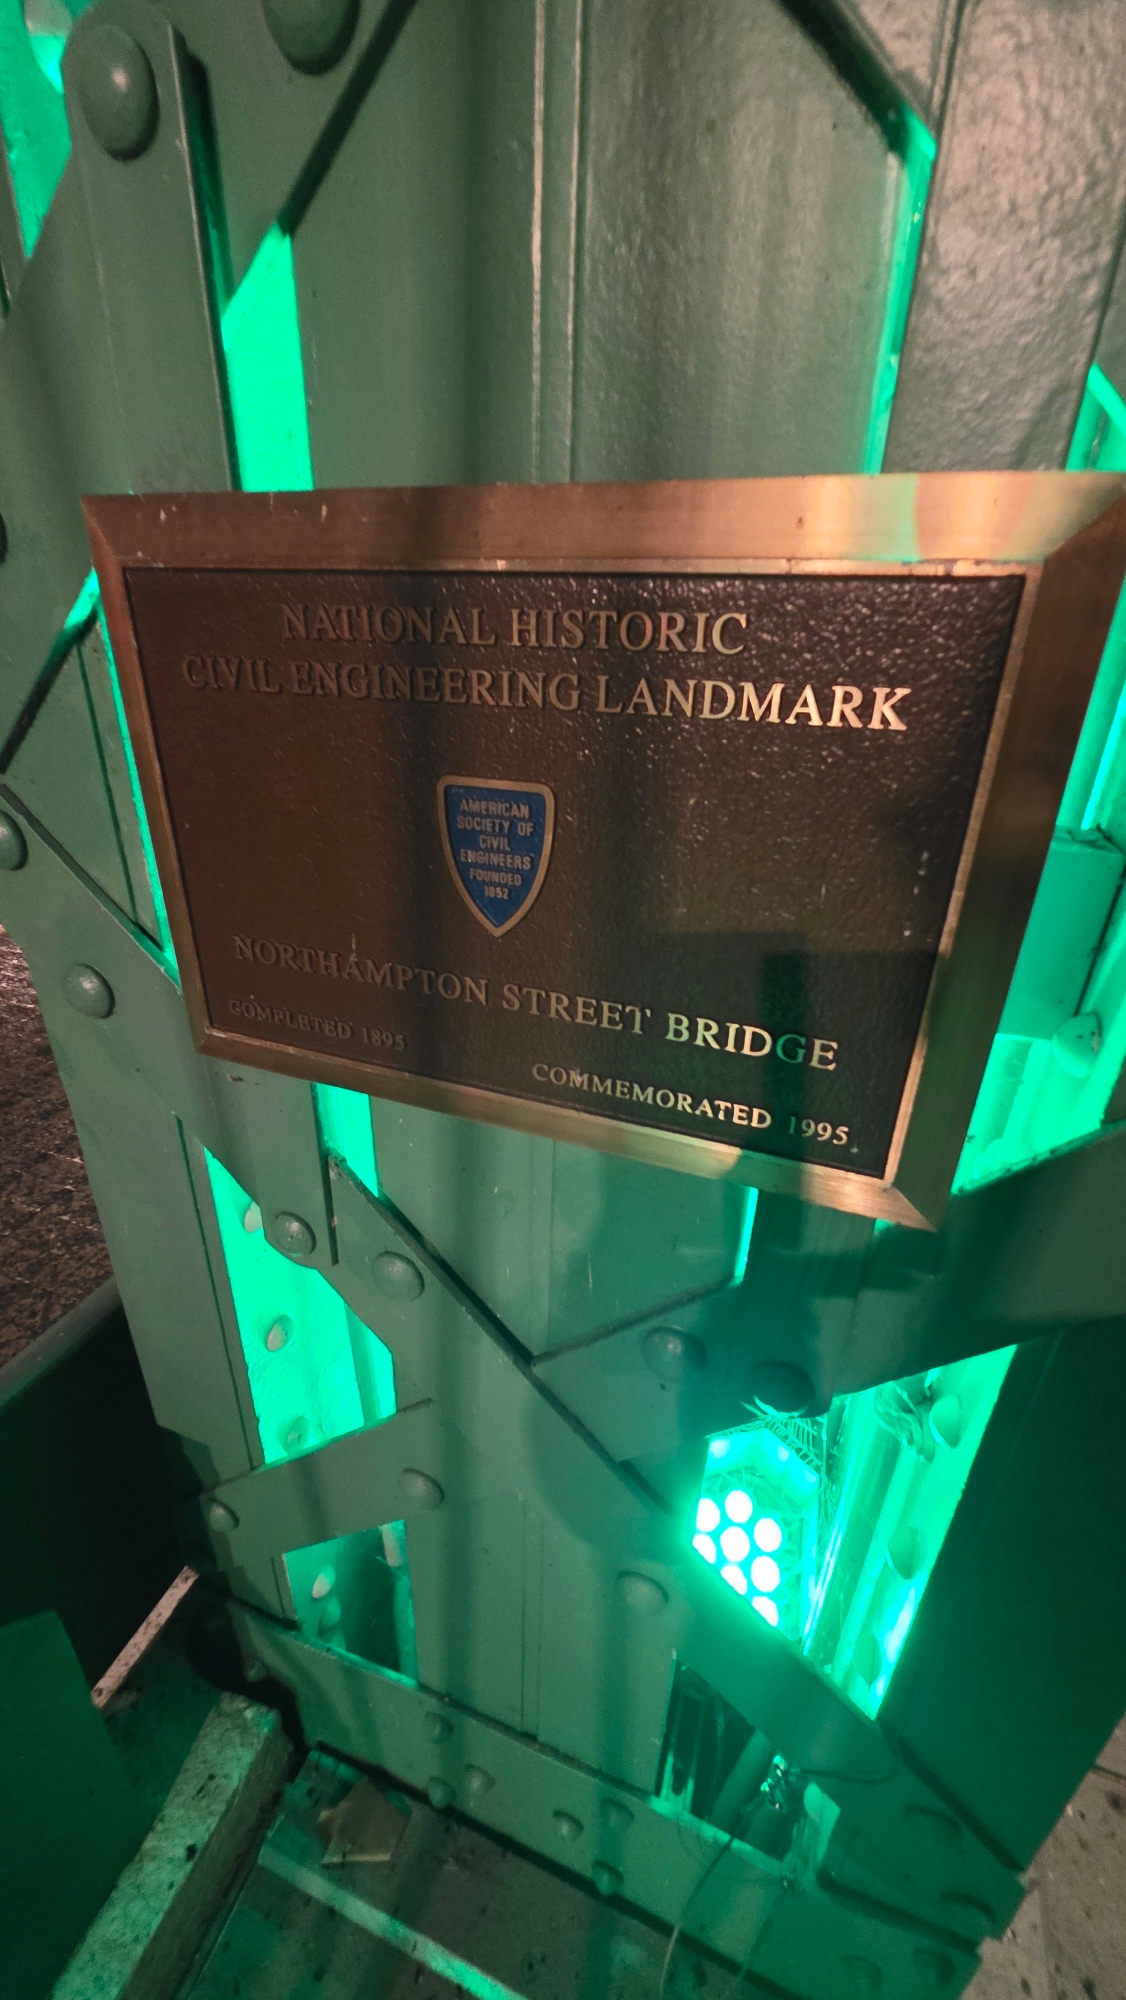 NATIONAL HISTORIC
CIVIL ENGINEERING LANDMARK
AMERICAN
SOCIETY OF
CIVIL
ENGINEERS
FOUNDED
1852
NORTHAMPTON STREET BRIDGE
COMPLETED 1895
COMMEMORATED 1995